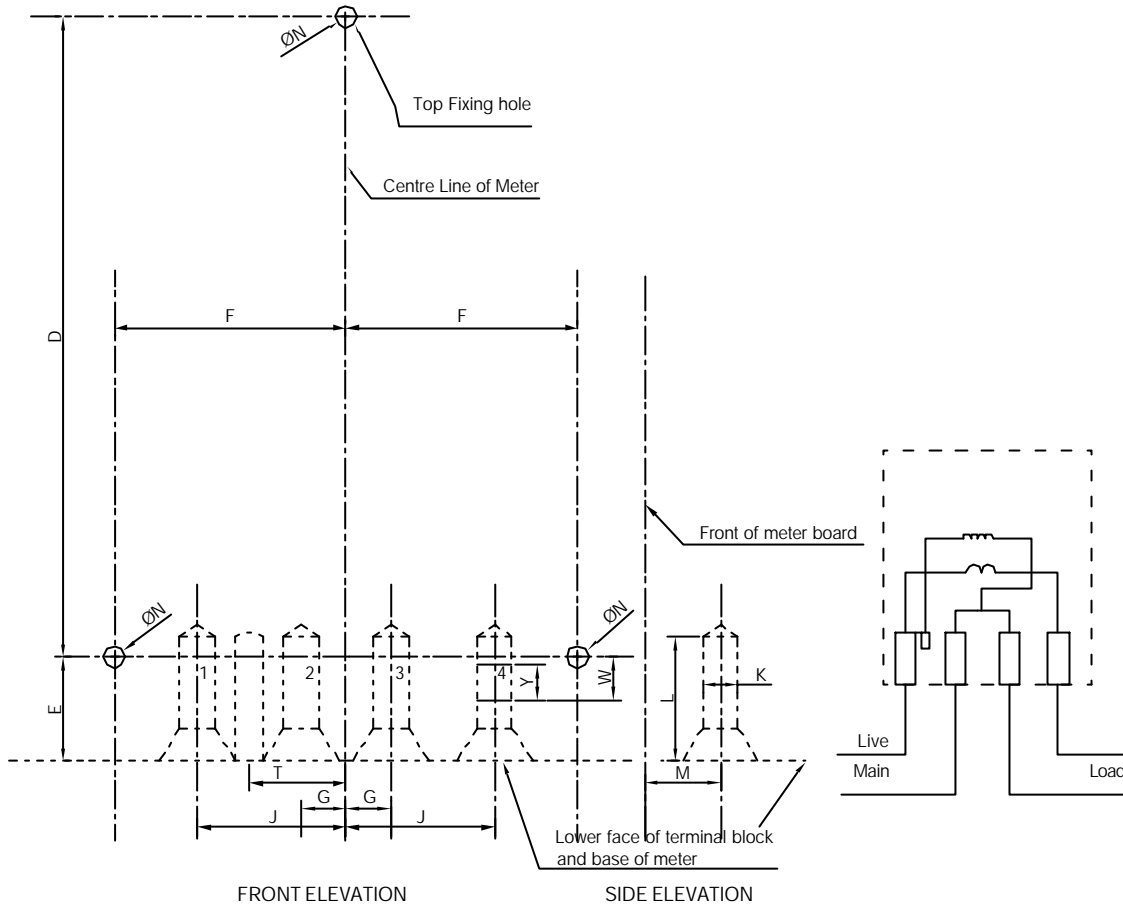 ØN
Top Fixing hole
Centre Line of Meter
F
F
D
Front of meter board
ØN
ØN
1
2
3
4
Y
W
E
L
K
T
M
G
G
J
J
Live
Main
Load
Lower face of terminal block
and base of meter
FRONT ELEVATION
SIDE ELEVATION